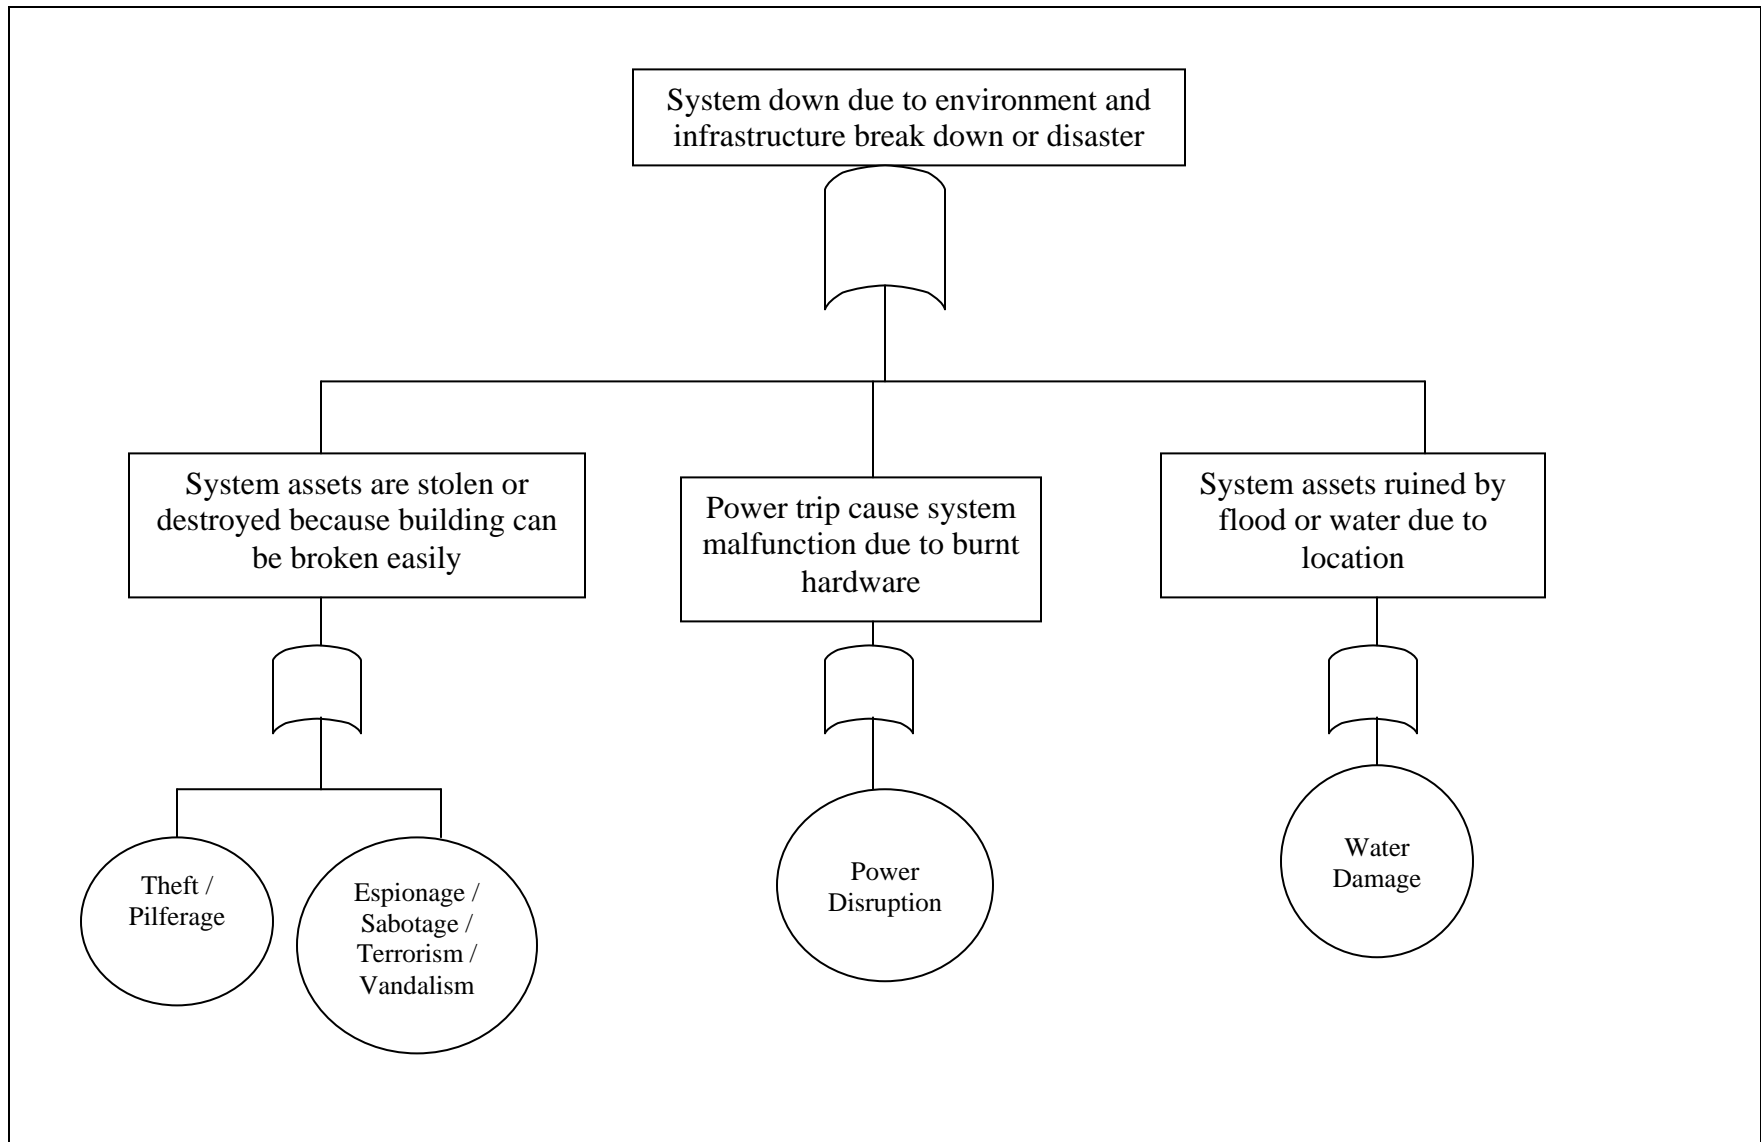 System down due to environment and
infrastructure break down or disaster
System assets are stolen or
destroyed because building can
be broken easily
Power trip cause system
malfunction due to burnt
hardware
System assets ruined by
flood or water due to
location
Theft /
Pilferage
Espionage /
Sabotage /
Terrorism /
Vandalism
Power
Disruption
Water
Damage